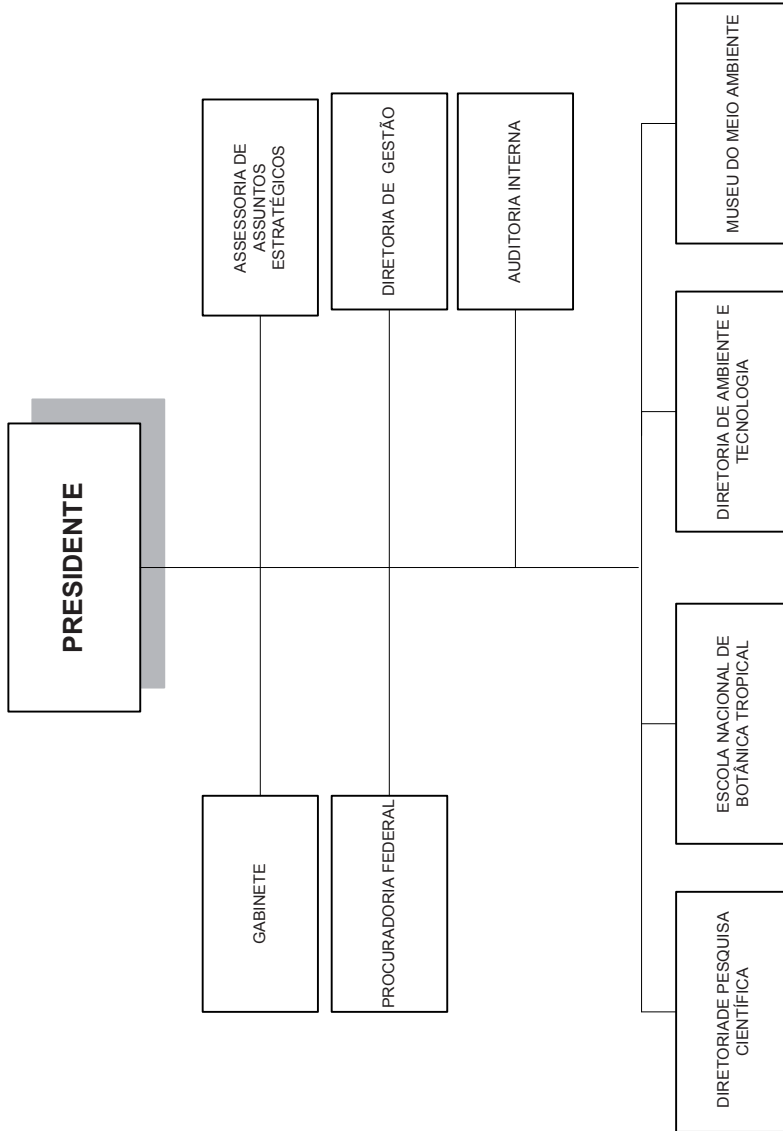 PRESIDENTE
GABINETE
ASSESSORIA DE
ASSUNTOS
ESTRATÉGICOS
PROCURADORIA FEDERAL
DIRETORIA DE GESTÃO
AUDITORIA INTERNA
DIRETORIADE PESQUISA
CIENTÍFICA
ESCOLA NACIONAL DE
BOTÂNICA TROPICAL
DIRETORIA DE AMBIENTE E
TECNOLOGIA
MUSEU DO MEIO AMBIENTE